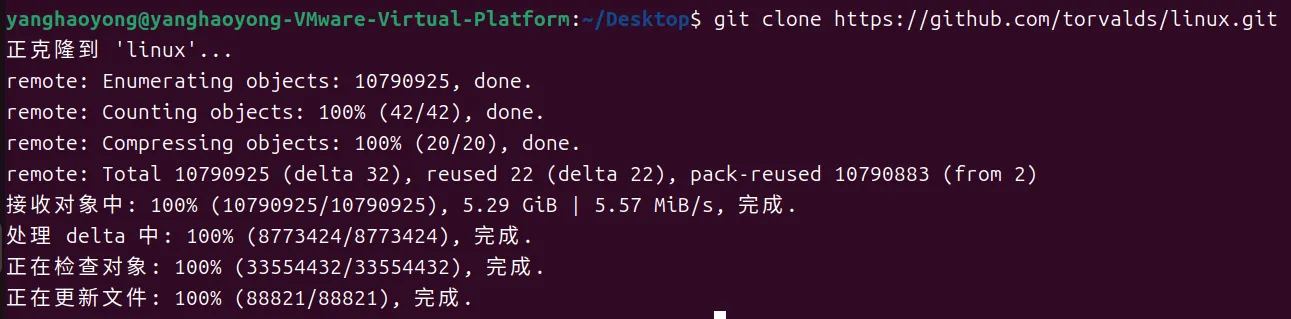 yanghaoyong@yanghaoyong-VMware-Virtual-Platform:~/Desktop$ git clone https://github.com/torvalds/linux.git
正克隆到 'linux'...
remote: Enumerating objects: 10790925, done.
remote: Counting objects: 100% (42/42), done.
remote: Compressing objects: 100% (20/20), done.
remote: Total 10790925 (delta 32), reused 22 (delta 22), pack-reused 10790883 (from 2)
接收对象中: 100% (10790925/10790925), 5.29 GiB | 5.57 MiB/s, 完成.
处理 delta 中: 100% (8773424/8773424), 完成.
正在检查对象: 100% (33554432/33554432), 完成.
正在更新文件: 100% (88821/88821), 完成.